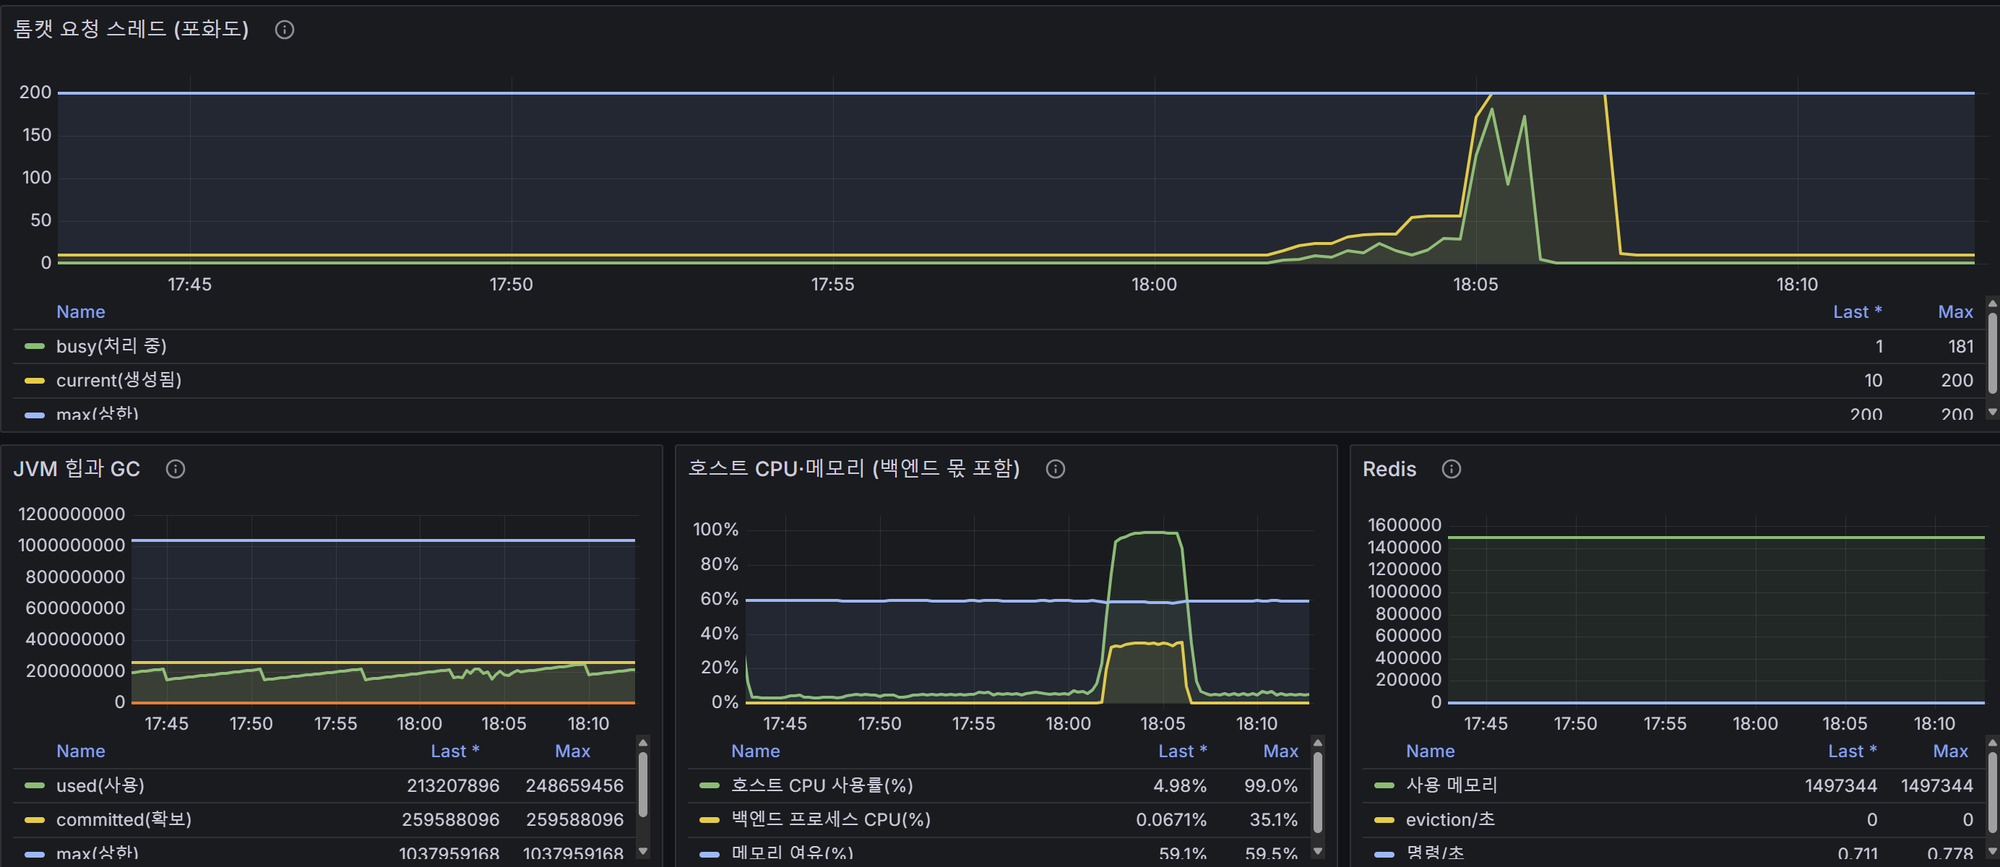 톰캣 요청 스레드 (포화도)
200
150
100
50
0
17:45 17:50 17:55 18:00 18:05 18:10
Name Last * Max
busy(처리 중) 1 181
current(생성됨) 10 200
max(상한) 200 200
JVM 힙과 GC
1200000000
1000000000
800000000
600000000
400000000
200000000
0
17:45 17:50 17:55 18:00 18:05 18:10
Name Last * Max
used(사용) 213207896 248659456
committed(확보) 259588096 259588096
max(상한) 1037959168 1037959168
호스트 CPU·메모리 (백엔드 몫 포함)
100%
80%
60%
40%
20%
0%
17:45 17:50 17:55 18:00 18:05 18:10
Name Last * Max
호스트 CPU 사용률(%) 4.98% 99.0%
백엔드 프로세스 CPU(%) 0.0671% 35.1%
메모리 여유(%) 59.1% 59.5%
Redis
1600000
1400000
1200000
1000000
800000
600000
400000
200000
0
17:45 17:50 17:55 18:00 18:05 18:10
Name Last * Max
사용 메모리 1497344 1497344
eviction/초 0 0
명령/초 0.711 0.778